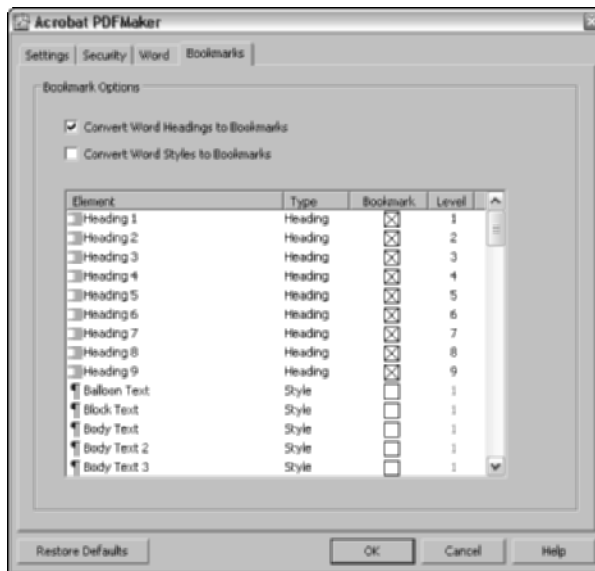 Acrobat PDFMaker
Settings Security Word Bookmarks
Bookmark Options
Convert Word Headings to Bookmarks
Convert Word Styles to Bookmarks
Element Type Bookmark Level
Heading 1 Heading 1
Heading 2 Heading 2
Heading 3 Heading 3
Heading 4 Heading 4
Heading 5 Heading 5
Heading 6 Heading 6
Heading 7 Heading 7
Heading 8 Heading 8
Heading 9 Heading 9
¶ Balloon Text Style 1
¶ Block Text Style 1
¶ Body Text Style 1
¶ Body Text 2 Style 1
¶ Body Text 3 Style 1
Restore Defaults OK Cancel Help